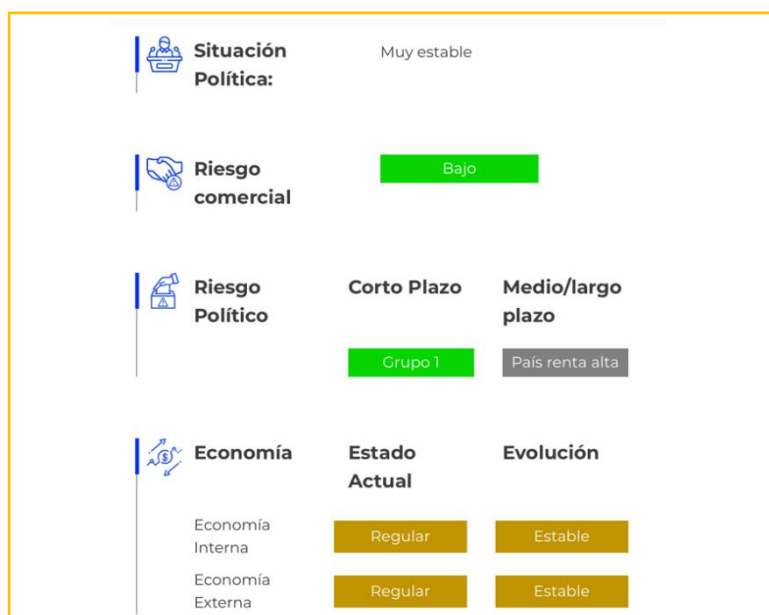 Situación
Política:
Muy estable
Riesgo
comercial
Bajo
Riesgo
Político
Corto Plazo
Medio/largo
plazo
Grupo 1
País renta alta
Economía
Estado
Actual
Evolución
Economía
Interna
Regular
Estable
Economía
Externa
Regular
Estable